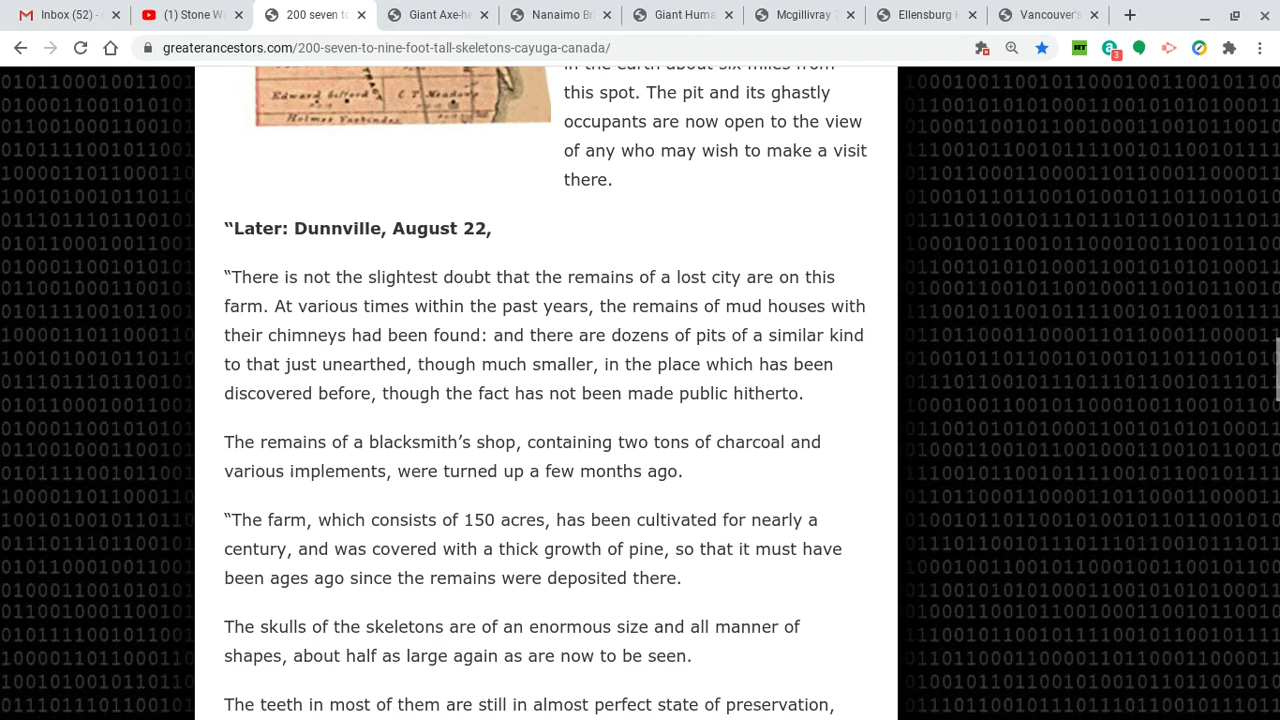 Inbox (52) -
(1) Stone Wa
200 seven to
Giant Axe-he
Nanaimo Br
Giant Huma
Mcgillivray
Ellensburg H
Vancouver's
greaterancestors.com/200-seven-to-nine-foot-tall-skeletons-cayuga-canada/
RT
3
Edward Gifford
C. T. Meadows
in the earth about six miles from
this spot. The pit and its ghastly
occupants are now open to the view
of any who may wish to make a visit
there.
“Later: Dunnville, August 22,
“There is not the slightest doubt that the remains of a lost city are on this
farm. At various times within the past years, the remains of mud houses with
their chimneys had been found: and there are dozens of pits of a similar kind
to that just unearthed, though much smaller, in the place which has been
discovered before, though the fact has not been made public hitherto.
The remains of a blacksmith’s shop, containing two tons of charcoal and
various implements, were turned up a few months ago.
“The farm, which consists of 150 acres, has been cultivated for nearly a
century, and was covered with a thick growth of pine, so that it must have
been ages ago since the remains were deposited there.
The skulls of the skeletons are of an enormous size and all manner of
shapes, about half as large again as are now to be seen.
The teeth in most of them are still in almost perfect state of preservation,